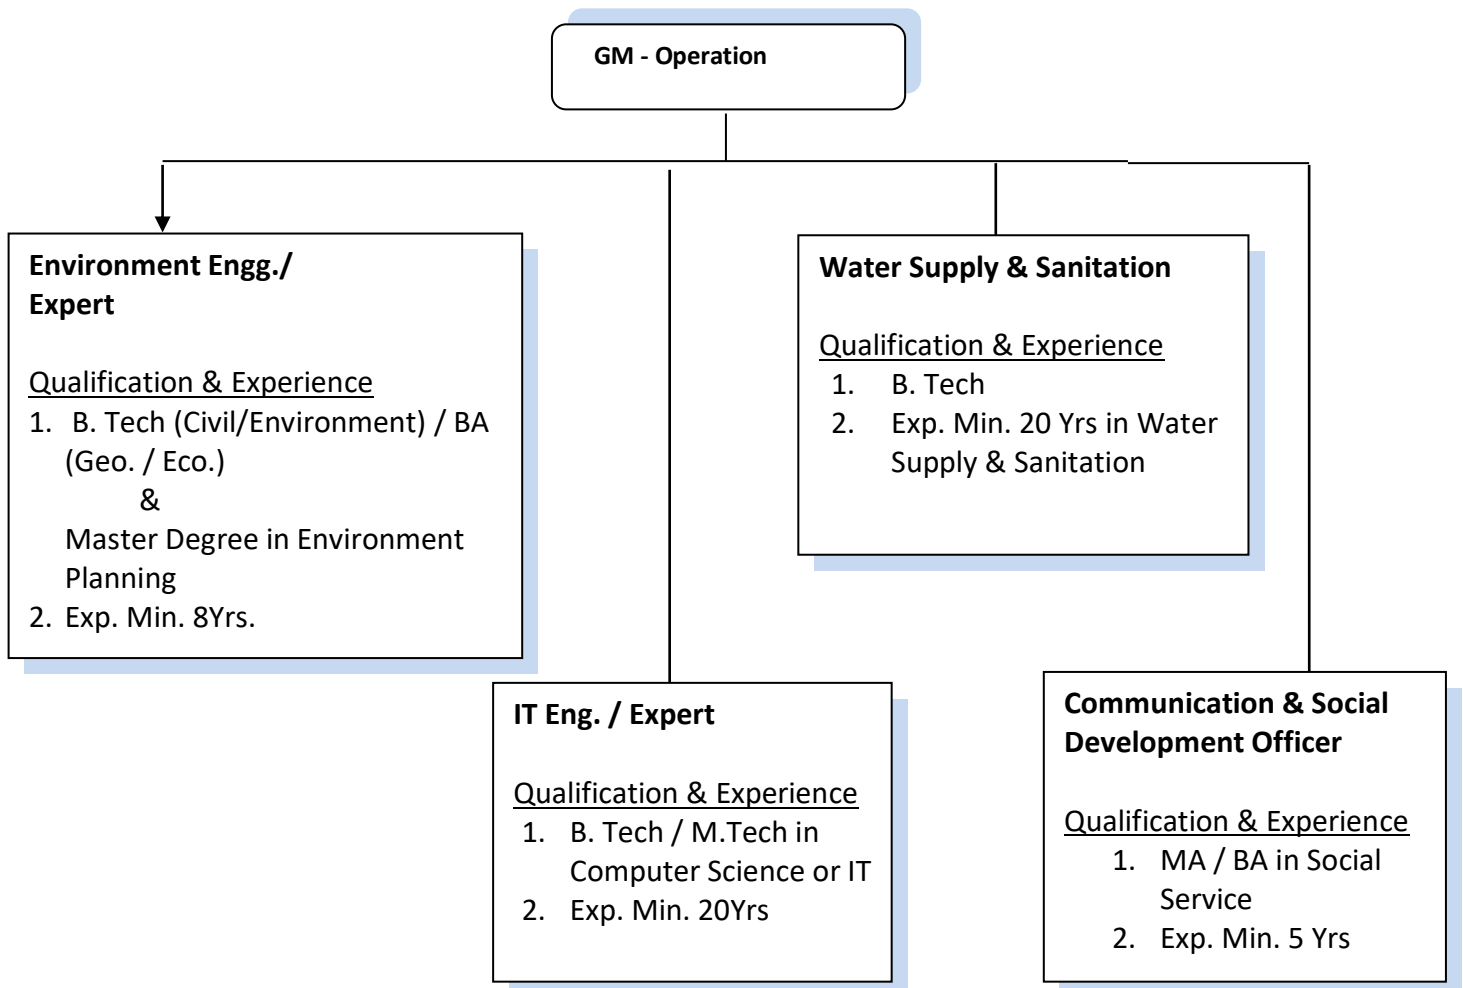 GM - Operation
Environment Engg./
Expert
Qualification & Experience
1. B. Tech (Civil/Environment) / BA
(Geo. / Eco.)
&
Master Degree in Environment
Planning
2. Exp. Min. 8Yrs.
Water Supply & Sanitation
Qualification & Experience
1. B. Tech
2. Exp. Min. 20 Yrs in Water
Supply & Sanitation
IT Eng. / Expert
Qualification & Experience
1. B. Tech / M.Tech in
Computer Science or IT
2. Exp. Min. 20Yrs
Communication & Social
Development Officer
Qualification & Experience
1. MA / BA in Social
Service
2. Exp. Min. 5 Yrs